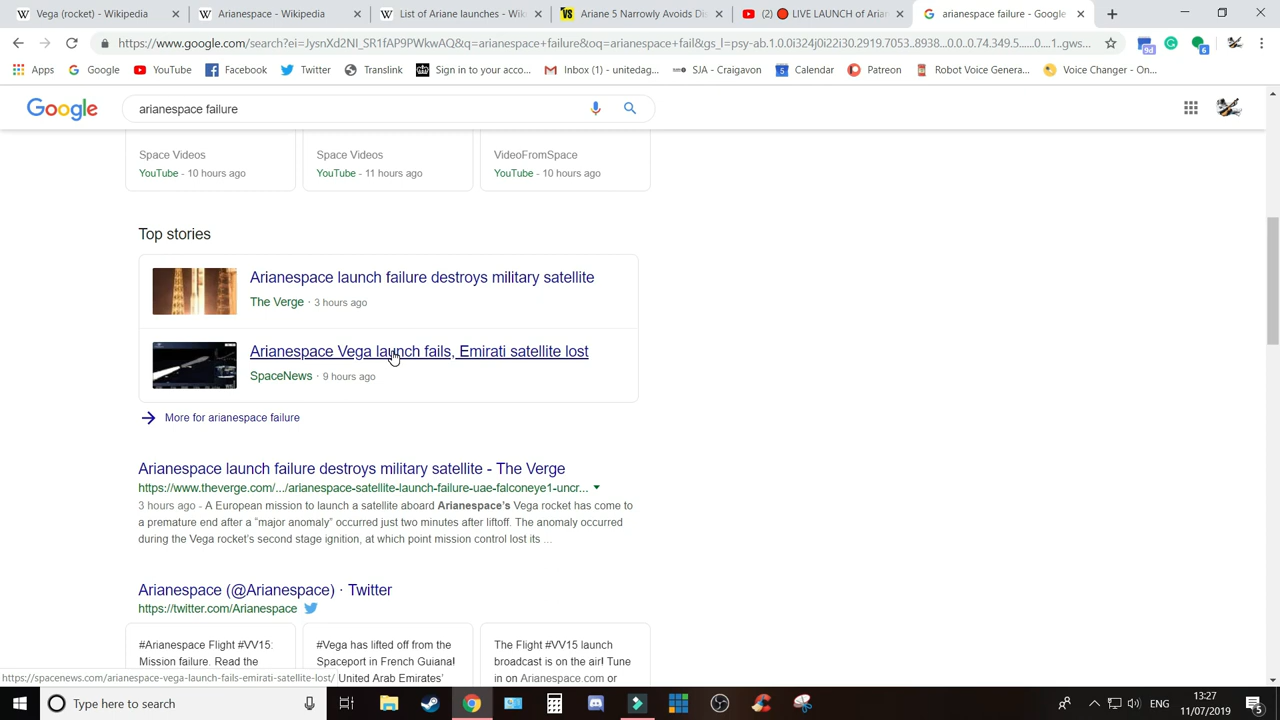 Vega (rocket) - Wikipedia
Arianespace - Wikipedia
List of Ariane launches - Wik
Ariane 5 Narrowly Avoids Dis
(2) 🔴 LIVE LAUNCH of Arian
arianespace failure - Google
https://www.google.com/search?ei=JysnXd2NI_SR1fAP9PWkwAQ&q=arianespace+failure&oq=arianespace+fail&gs_l=psy-ab.1.0.0i324j0i22i30.2919.7053..8938...0.0..0.74.349.5......0....1..gws...
9d
6
Apps
Google
YouTube
Facebook
Twitter
Translink
Sign in to your acco...
Inbox (1) - unitedag...
SJA - Craigavon
Calendar
Patreon
Robot Voice Genera...
Voice Changer - On...
Google
arianespace failure
Space Videos
YouTube - 10 hours ago
Space Videos
YouTube - 11 hours ago
VideoFromSpace
YouTube - 10 hours ago
Top stories
Arianespace launch failure destroys military satellite
The Verge · 3 hours ago
Arianespace Vega launch fails, Emirati satellite lost
SpaceNews · 9 hours ago
More for arianespace failure
Arianespace launch failure destroys military satellite - The Verge
https://www.theverge.com/.../arianespace-satellite-launch-failure-uae-falconeye1-uncr...
3 hours ago - A European mission to launch a satellite aboard Arianespace's Vega rocket has come to
a premature end after a “major anomaly” occurred just two minutes after liftoff. The anomaly occurred
during the Vega rocket's second stage ignition, at which point mission control lost its ...
Arianespace (@Arianespace) · Twitter
https://twitter.com/Arianespace
#Arianespace Flight #VV15:
Mission failure. Read the
#Vega has lifted off from the
Spaceport in French Guiana!
United Arab Emirates'
The Flight #VV15 launch
broadcast is on the air! Tune
in on Arianespace.com or
https://spacenews.com/arianespace-vega-launch-fails-emirati-satellite-lost/
Type here to search
ENG
13:27
11/07/2019
5